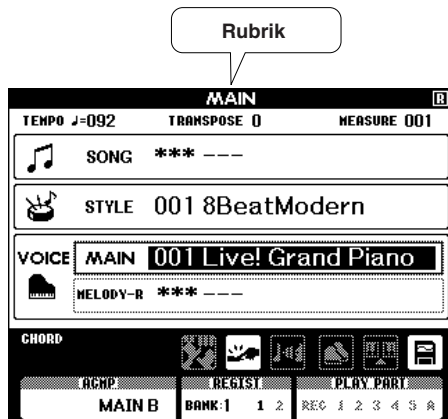 Rubrik
MAIN R
TEMPO ♩=092 TRANSPOSE 0 MEASURE 001
SONG *** ---
STYLE 001 8BeatModern
VOICE MAIN 001 Live! Grand Piano
MELODY-R *** ---
CHORD
ACMP REGIST PLAY PART
MAIN B BANK:1 1 2 REC 1 2 3 4 5 A